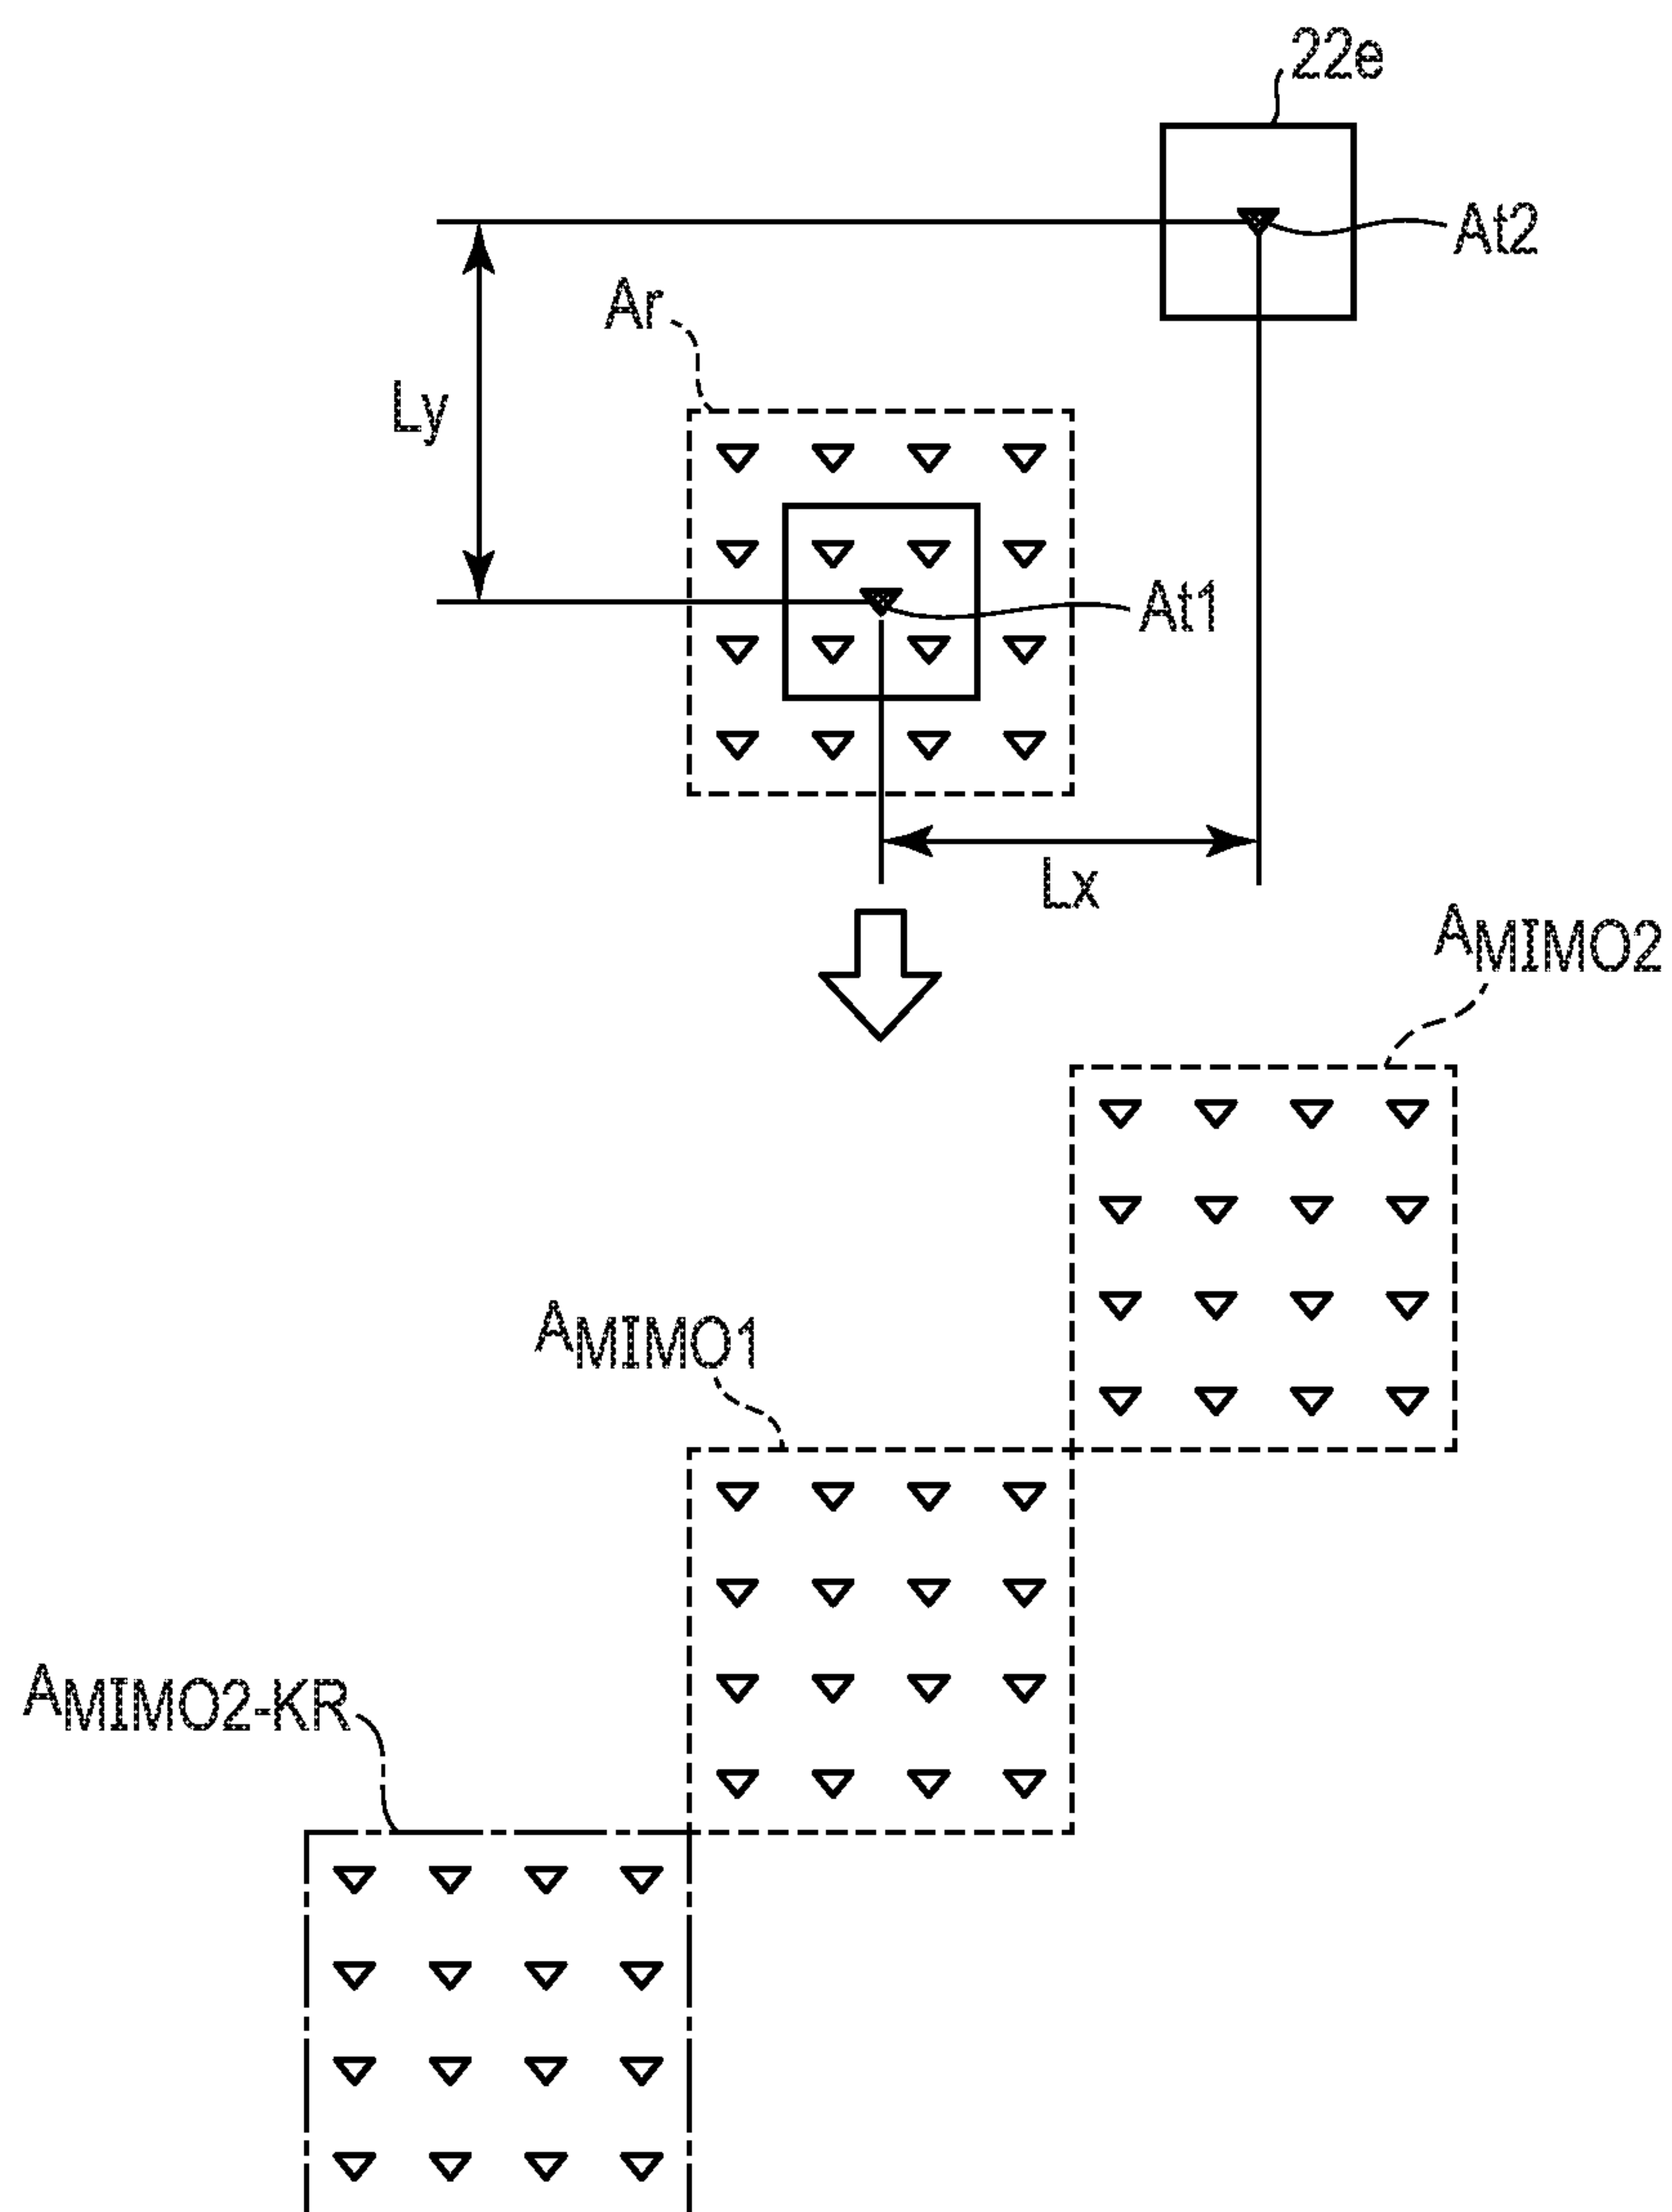 22e
At2
Ar
Ly
At1
Lx
AMIMO2
AMIMO1
AMIMO2-KR